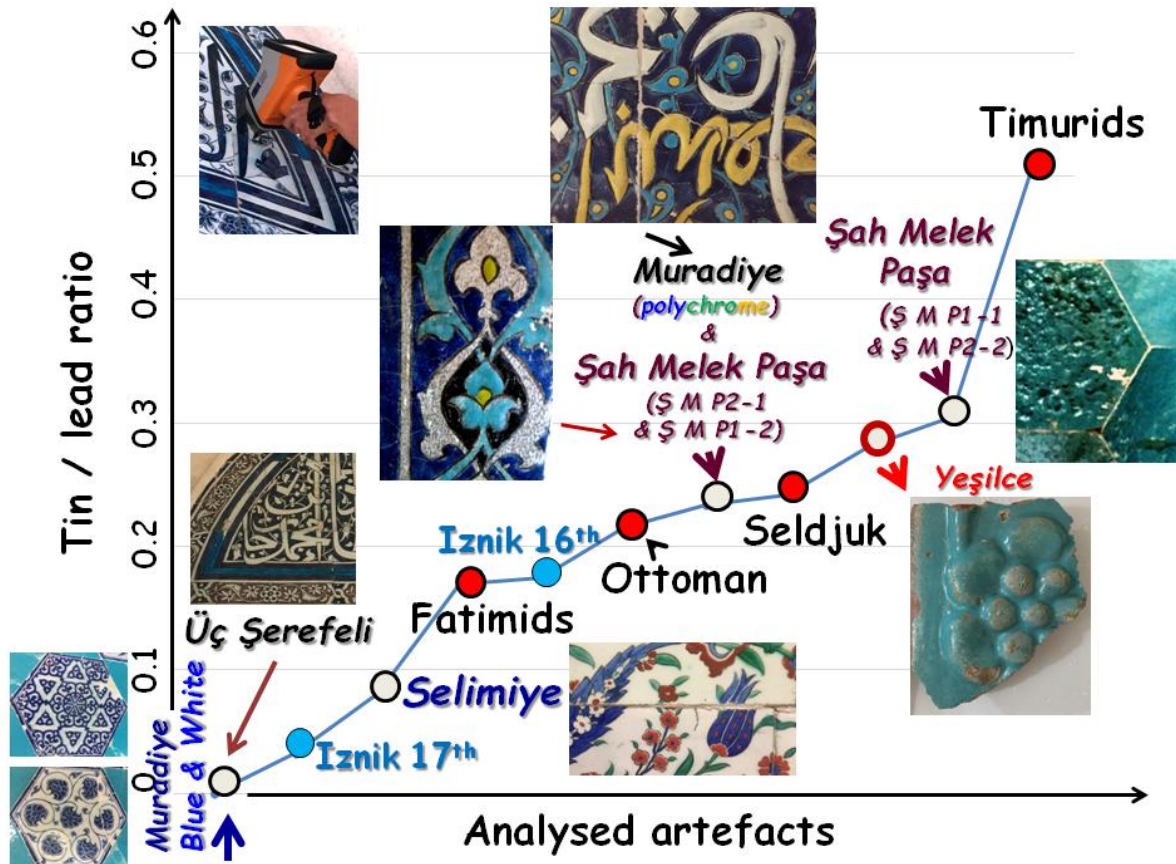 Tin / lead ratio
0.6
0.5
0.4
0.3
0.2
0.1
0
Timurids
Şah Melek
Paşa
(Ş M P1-1
& Ş M P2-2)
Muradiye
(polychrome)
&
Şah Melek Paşa
(Ş M P2-1
& Ş M P1-2)
Yeşilce
Seldjuk
Iznik 16th
Ottoman
Fatimids
Üç Şerefeli
Selimiye
Iznik 17th
Muradiye
Blue & White
Analysed artefacts